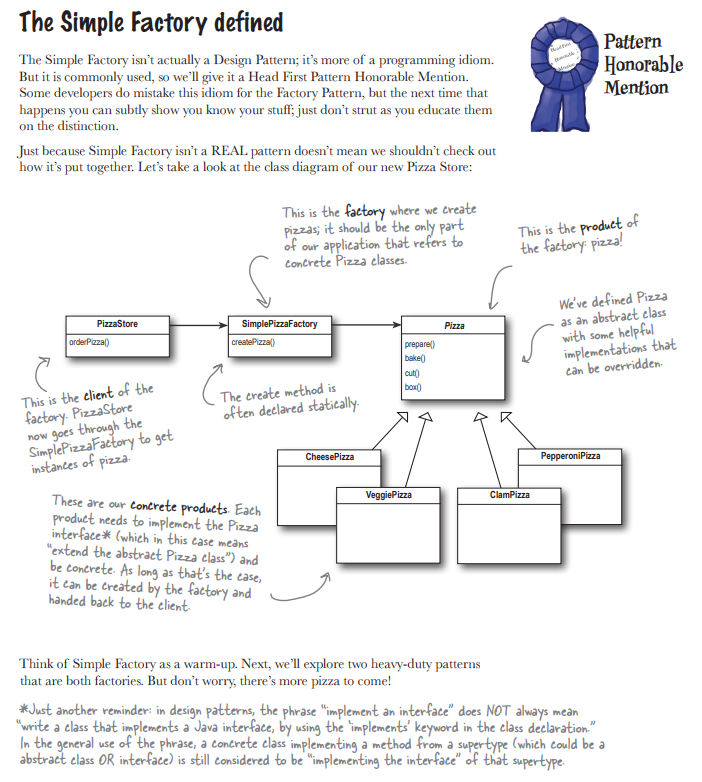 The Simple Factory defined
The Simple Factory isn't actually a Design Pattern; it's more of a programming idiom.
But it is commonly used, so we'll give it a Head First Pattern Honorable Mention.
Some developers do mistake this idiom for the Factory Pattern, but the next time that
happens you can subtly show you know your stuff; just don't strut as you educate them
on the distinction.
Head First
Honorable
Mention
Pattern
Honorable
Mention
Just because Simple Factory isn't a REAL pattern doesn't mean we shouldn't check out
how it's put together. Let's take a look at the class diagram of our new Pizza Store:
This is the factory where we create
pizzas; it should be the only part
of our application that refers to
concrete Pizza classes.
This is the product of
the factory: pizza!
PizzaStore
orderPizza()
SimplePizzaFactory
createPizza()
Pizza
prepare()
bake()
cut()
box()
We've defined Pizza
as an abstract class
with some helpful
implementations that
can be overridden.
This is the client of the
factory. PizzaStore
now goes through the
SimplePizzaFactory to get
instances of pizza.
The create method is
often declared statically.
CheesePizza
VeggiePizza
ClamPizza
PepperoniPizza
These are our concrete products. Each
product needs to implement the Pizza
interface* (which in this case means
"extend the abstract Pizza class") and
be concrete. As long as that's the case,
it can be created by the factory and
handed back to the client.
Think of Simple Factory as a warm-up. Next, we'll explore two heavy-duty patterns
that are both factories. But don't worry, there's more pizza to come!
*Just another reminder: in design patterns, the phrase "implement an interface" does NOT always mean
"write a class that implements a Java interface, by using the 'implements' keyword in the class declaration."
In the general use of the phrase, a concrete class implementing a method from a supertype (which could be a
abstract class OR interface) is still considered to be "implementing the interface" of that supertype.